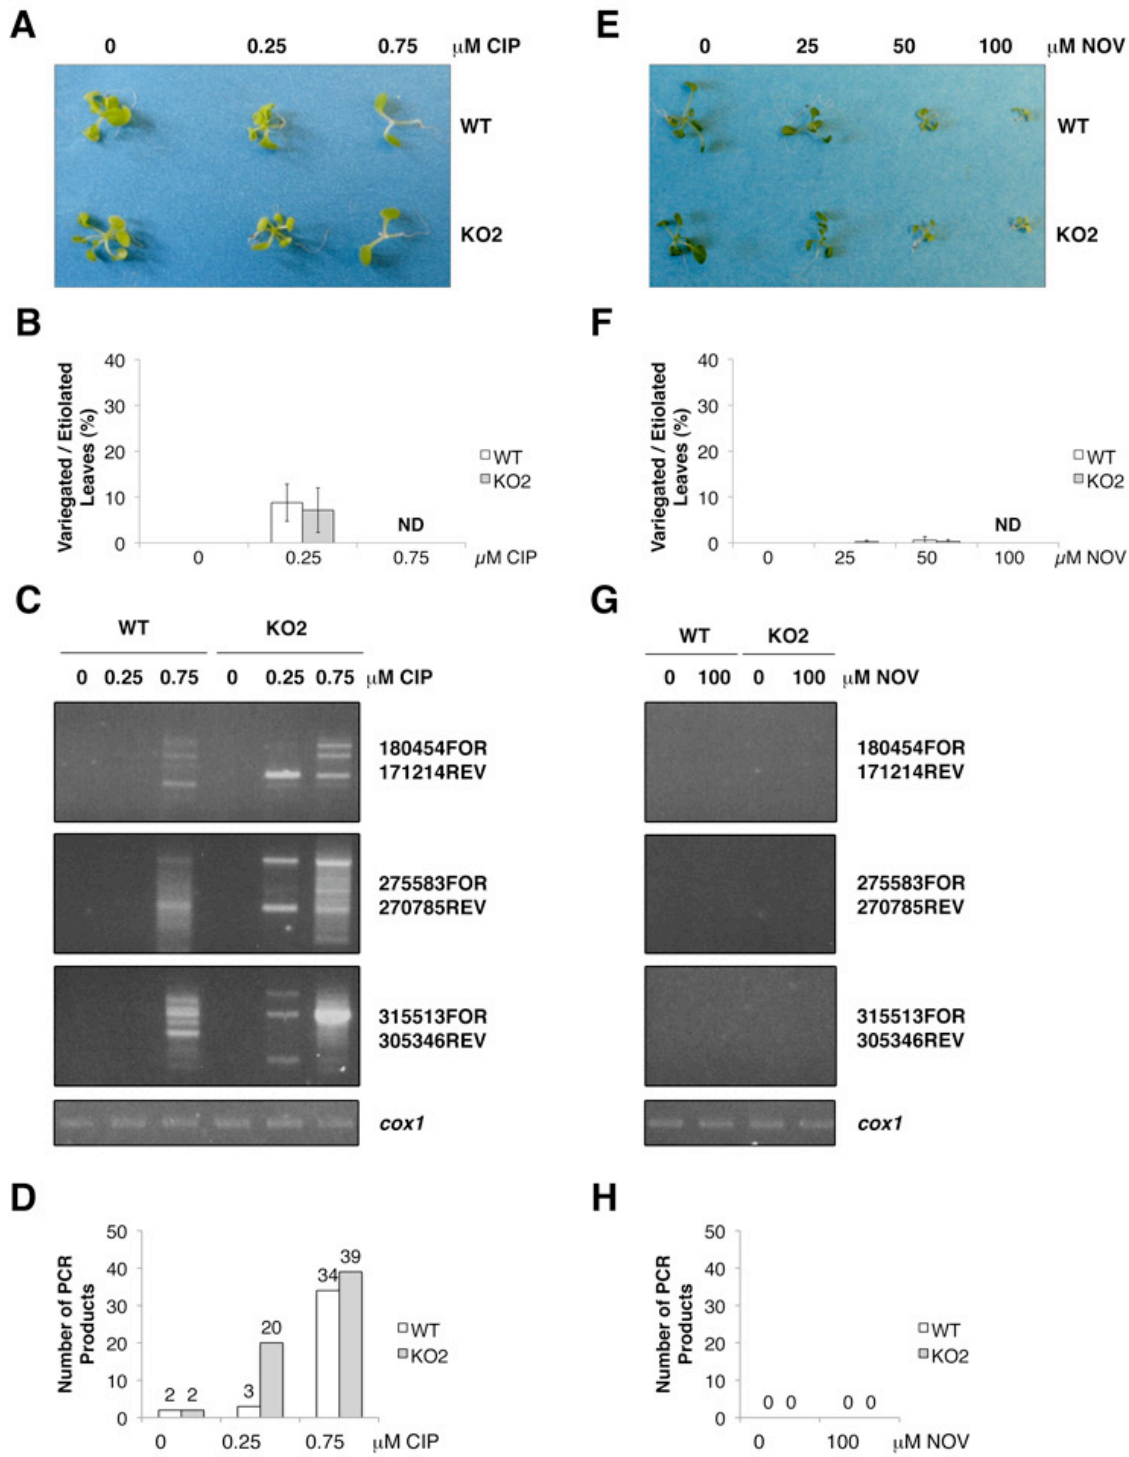 A
0 0.25 0.75 μM CIP
WT
KO2
B
Variegated / Etiolated
Leaves (%)
40
30
20
10
0
ND
0 0.25 0.75 μM CIP
WT
KO2
C
WT KO2
0 0.25 0.75 0 0.25 0.75 μM CIP
180454FOR
171214REV
275583FOR
270785REV
315513FOR
305346REV
cox1
D
Number of PCR
Products
50
40
30
20
10
0
2 2 3 20 34 39
0 0.25 0.75 μM CIP
WT
KO2
E
0 25 50 100 μM NOV
WT
KO2
F
Variegated / Etiolated
Leaves (%)
40
30
20
10
0
ND
0 25 50 100 μM NOV
WT
KO2
G
WT KO2
0 100 0 100 μM NOV
180454FOR
171214REV
275583FOR
270785REV
315513FOR
305346REV
cox1
H
Number of PCR
Products
50
40
30
20
10
0
0 0 0 0
0 100 μM NOV
WT
KO2